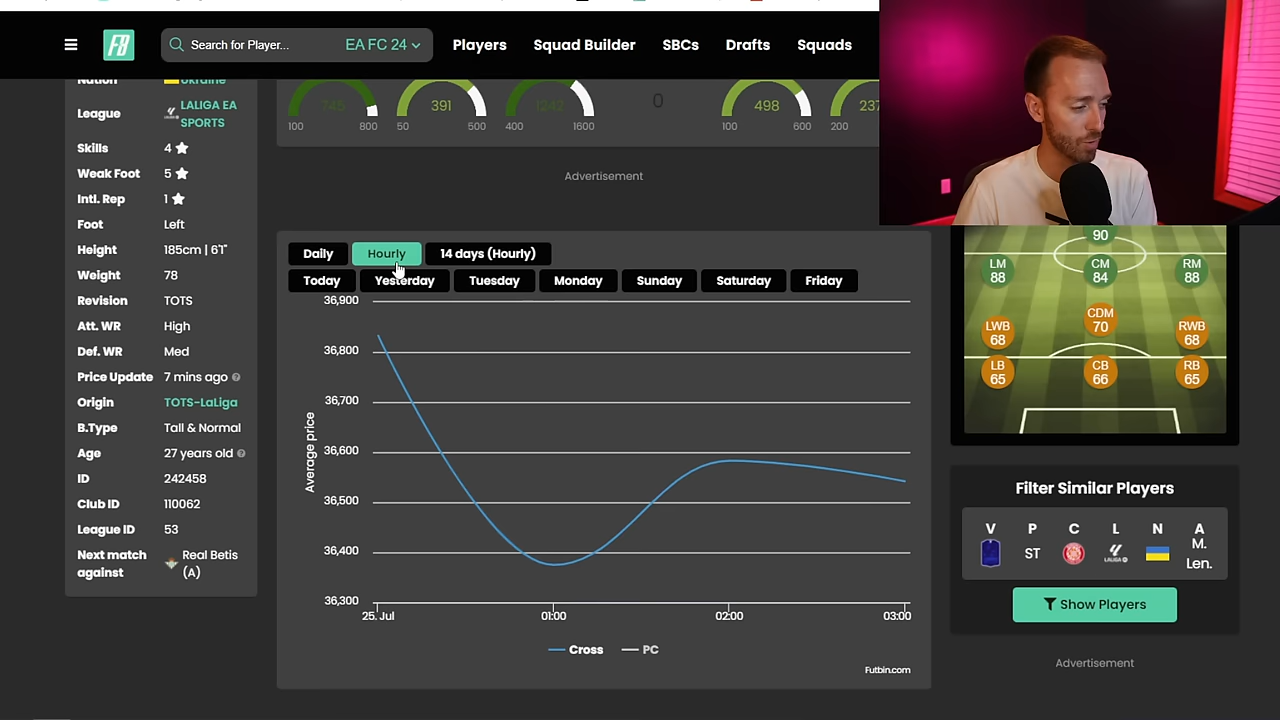 Search for Player...
EA FC 24
Players
Squad Builder
SBCs
Drafts
Squads
Nation
Ukraine
League
LALIGA EA
SPORTS
Skills
4
Weak Foot
5
Intl. Rep
1
Foot
Left
Height
185cm | 6'1"
Weight
78
Revision
TOTS
Att. WR
High
Def. WR
Med
Price Update
7 mins ago
Origin
TOTS-LaLiga
B.Type
Tall & Normal
Age
27 years old
ID
242458
Club ID
110062
League ID
53
Next match
against
Real Betis
(A)
745
100
800
391
50
500
1242
400
1600
0
498
100
600
237
200
Advertisement
Daily
Hourly
14 days (Hourly)
Today
Yesterday
Tuesday
Monday
Sunday
Saturday
Friday
Average price
36,900
36,800
36,700
36,600
36,500
36,400
36,300
25. Jul
01:00
02:00
03:00
Cross
PC
Futbin.com
90
LM
88
CM
84
RM
88
LWB
68
CDM
70
RWB
68
LB
65
CB
66
RB
65
Filter Similar Players
V
P
C
L
N
A
ST
M.
Len.
Show Players
Advertisement